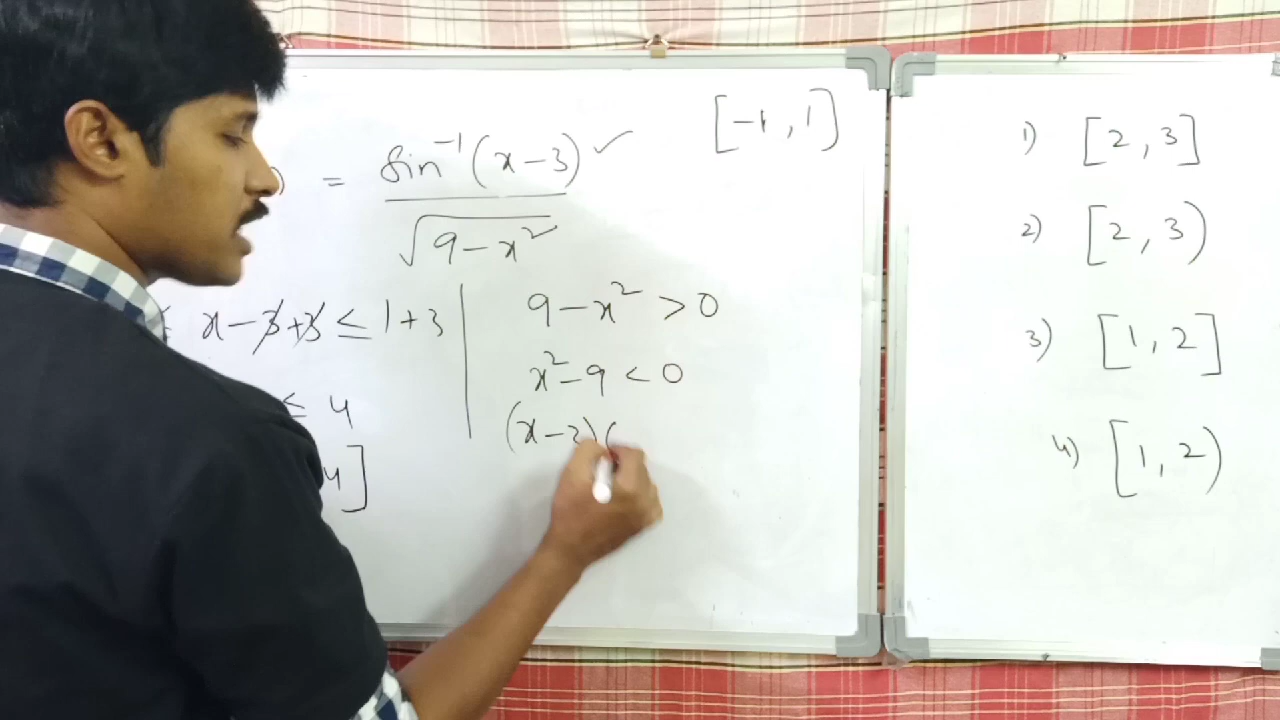 ) = sin⁻¹(x-3) ✓
√(9-x²)
[-1, 1]
x-3+3 ≤ 1+3
≤ 4
4]
9-x² > 0
x²-9 < 0
(x-3)(
1) [2, 3]
2) [2, 3)
3) [1, 2]
4) [1, 2)